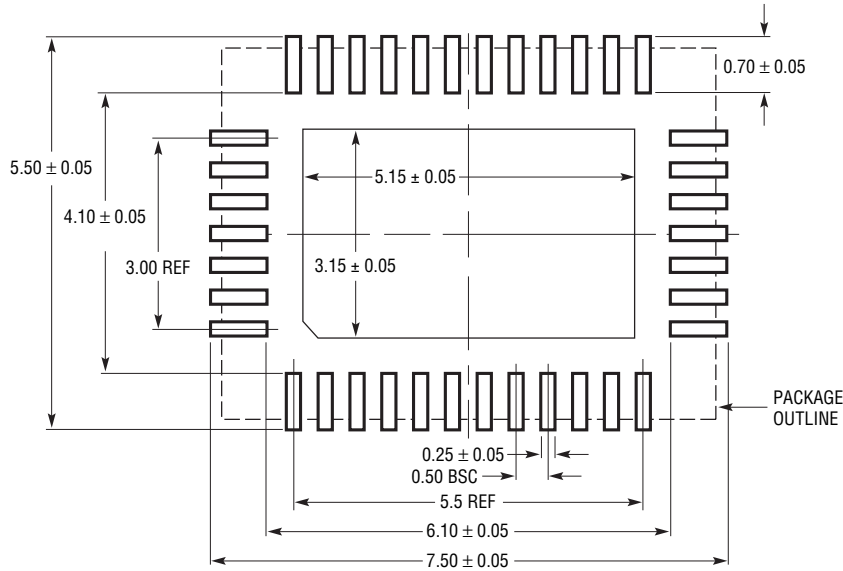 0.70 ± 0.05
5.50 ± 0.05
5.15 ± 0.05
4.10 ± 0.05
3.00 REF
3.15 ± 0.05
PACKAGE
OUTLINE
0.25 ± 0.05
0.50 BSC
5.5 REF
6.10 ± 0.05
7.50 ± 0.05